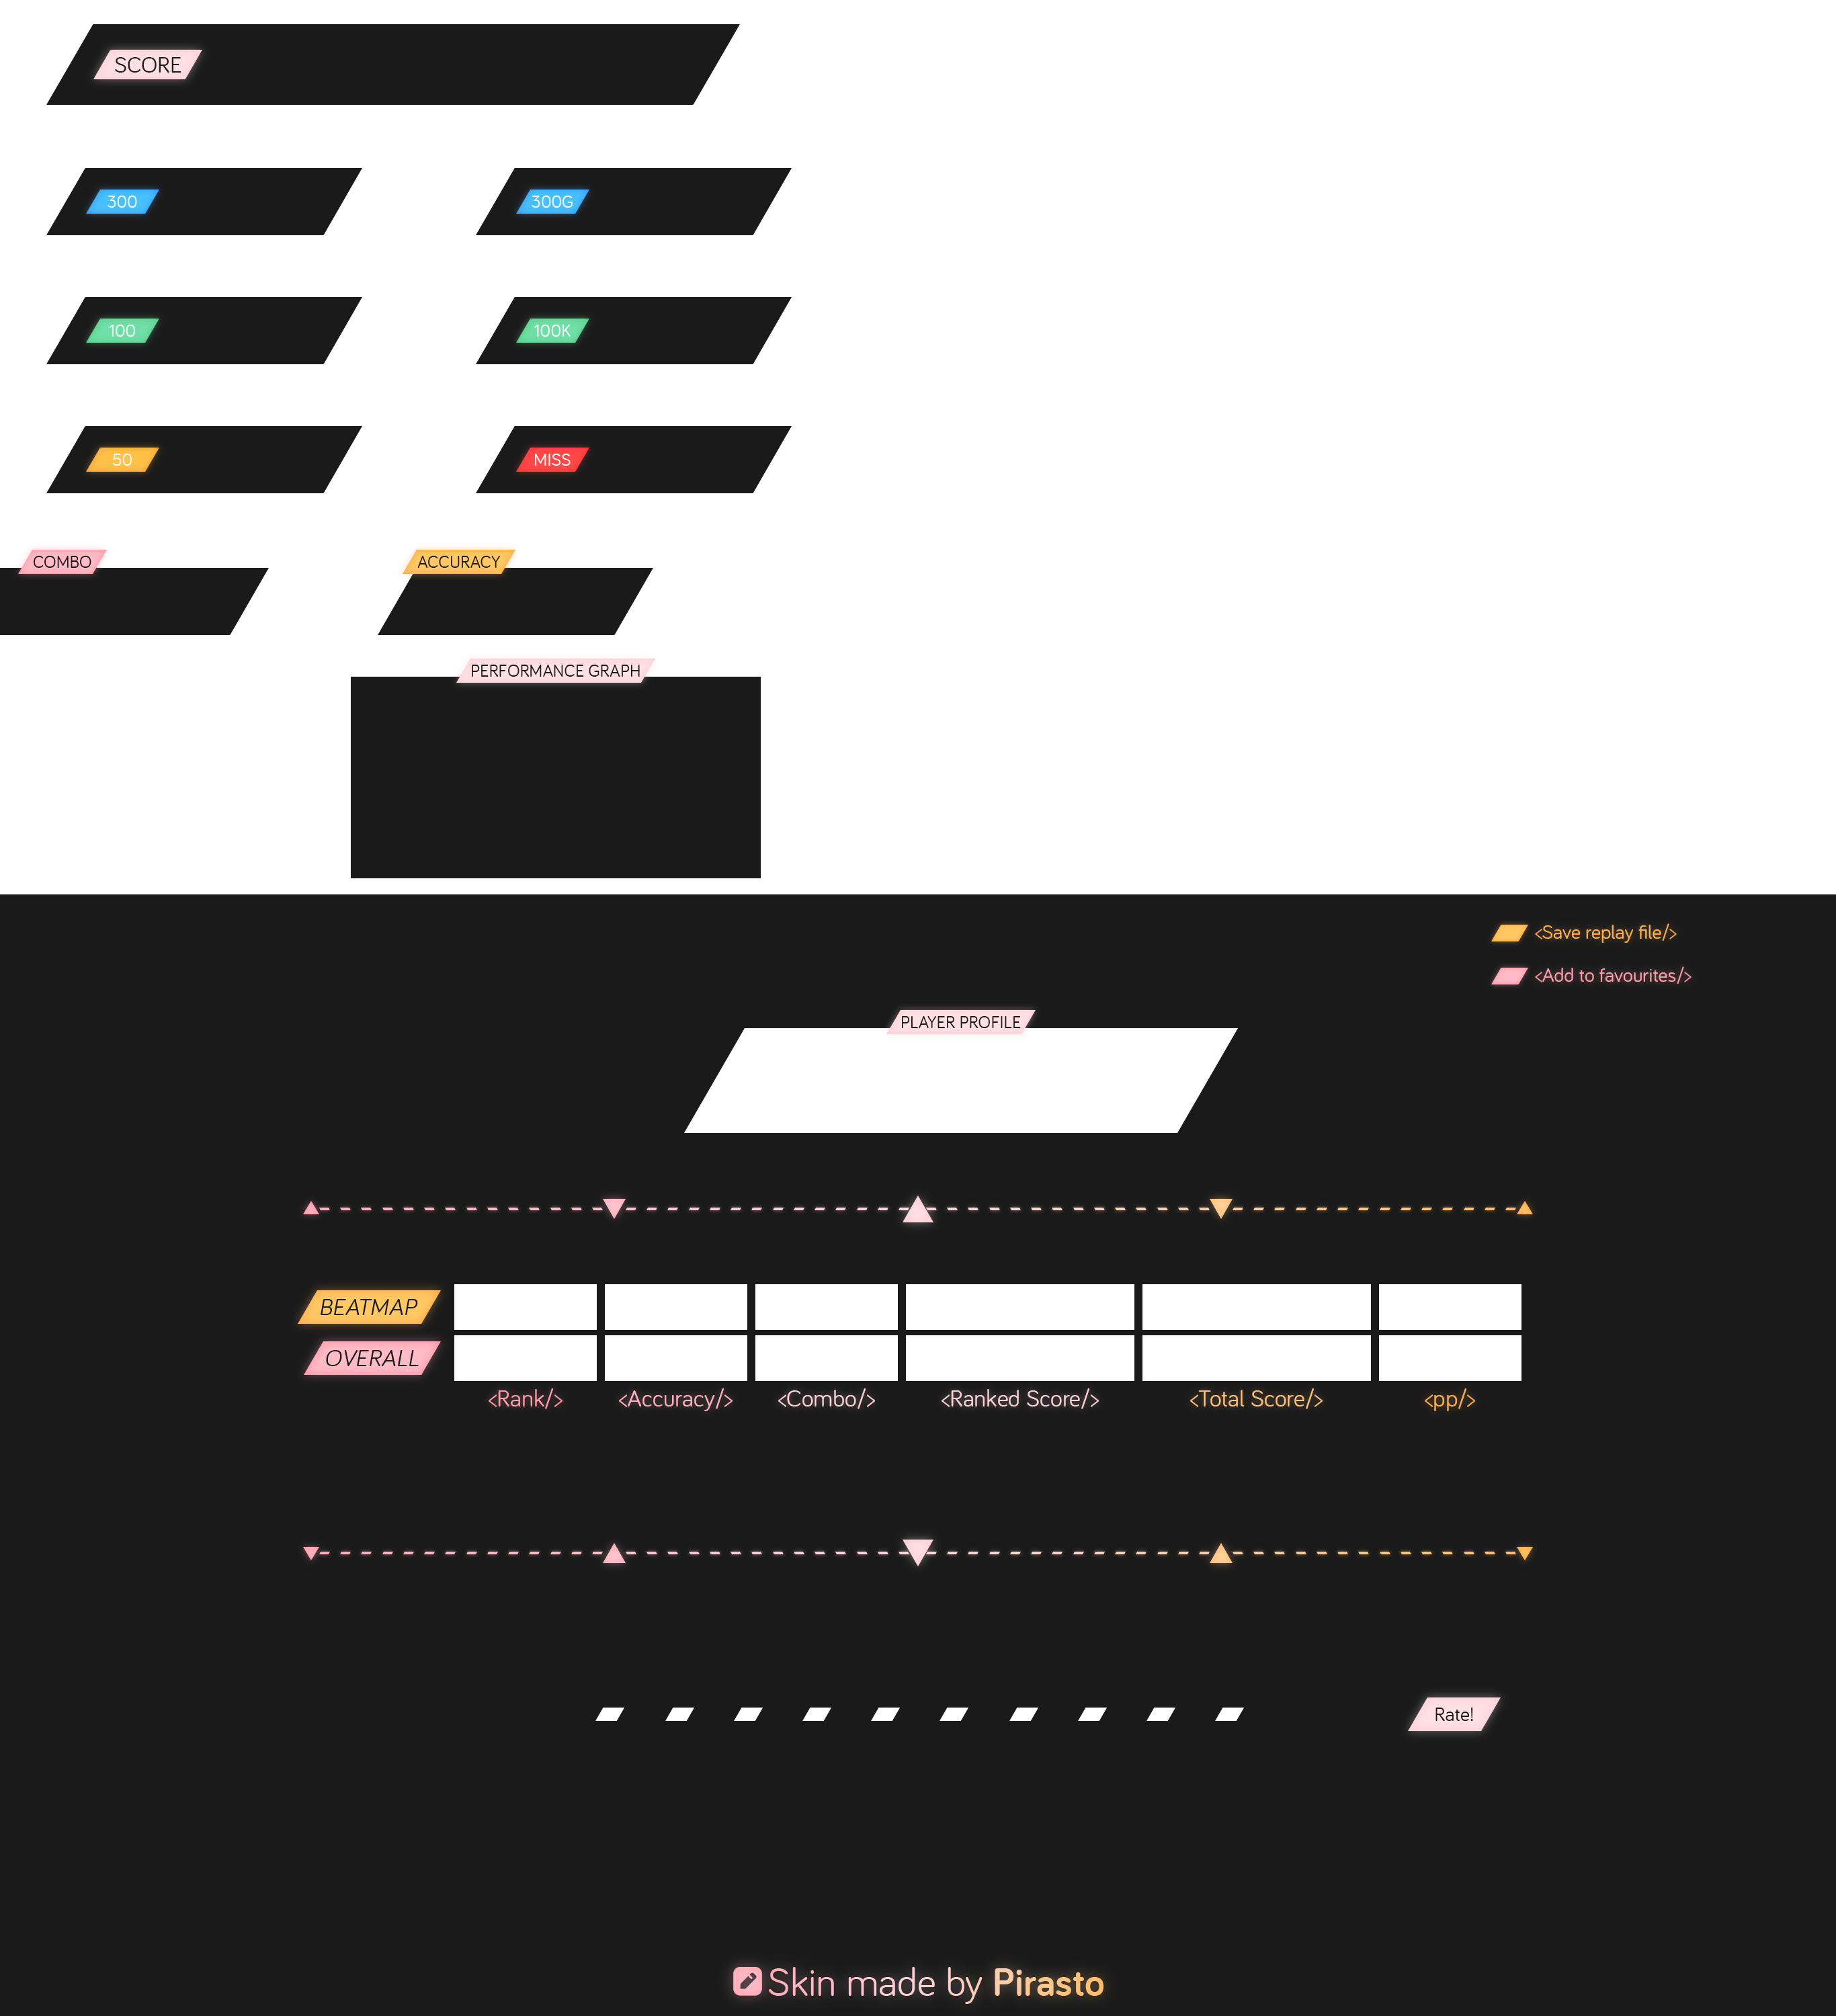 SCORE
300 300G
100 100K
50 MISS
COMBO ACCURACY
PERFORMANCE GRAPH
<Save replay file/>
<Add to favourites/>
PLAYER PROFILE
BEATMAP
OVERALL
<Rank/> <Accuracy/> <Combo/> <Ranked Score/> <Total Score/> <pp/>
Rate!
Skin made by Pirasto